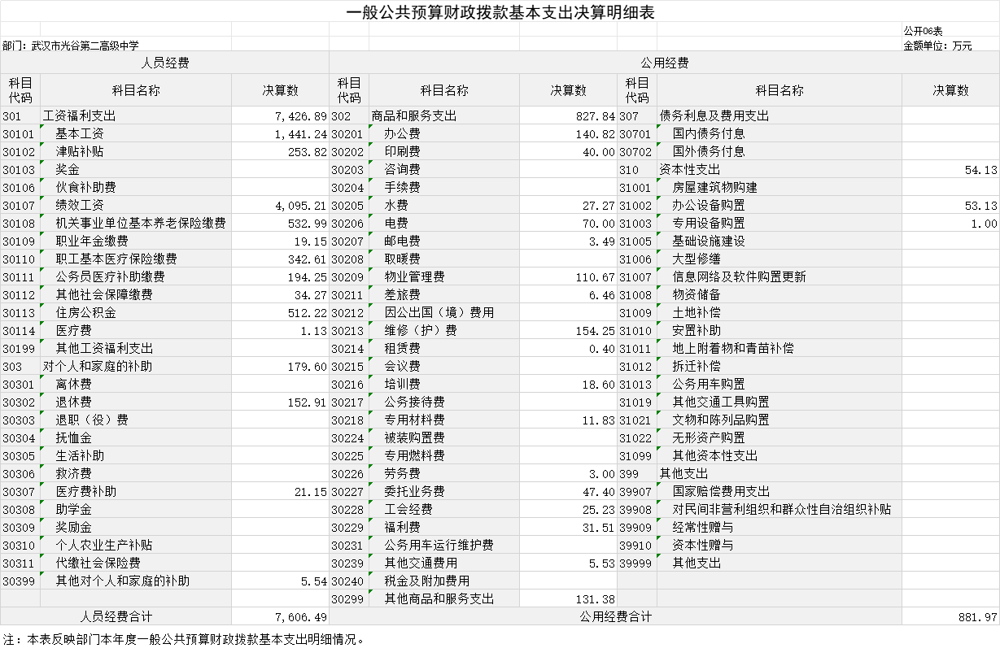 一般公共预算财政拨款基本支出决算明细表
公开06表
部门：武汉市光谷第二高级中学 金额单位：万元
人员经费 公用经费
科目代码 科目名称 决算数 科目代码 科目名称 决算数 科目代码 科目名称 决算数
301 工资福利支出 7,426.89 302 商品和服务支出 827.84 307 债务利息及费用支出
30101 基本工资 1,441.24 30201 办公费 140.82 30701 国内债务付息
30102 津贴补贴 253.82 30202 印刷费 40.00 30702 国外债务付息
30103 奖金 30203 咨询费 310 资本性支出 54.13
30106 伙食补助费 30204 手续费 31001 房屋建筑物购建
30107 绩效工资 4,095.21 30205 水费 27.27 31002 办公设备购置 53.13
30108 机关事业单位基本养老保险缴费 532.99 30206 电费 70.00 31003 专用设备购置 1.00
30109 职业年金缴费 19.15 30207 邮电费 3.49 31005 基础设施建设
30110 职工基本医疗保险缴费 342.61 30208 取暖费 31006 大型修缮
30111 公务员医疗补助缴费 194.25 30209 物业管理费 110.67 31007 信息网络及软件购置更新
30112 其他社会保障缴费 34.27 30211 差旅费 6.46 31008 物资储备
30113 住房公积金 512.22 30212 因公出国（境）费用 31009 土地补偿
30114 医疗费 1.13 30213 维修（护）费 154.25 31010 安置补助
30199 其他工资福利支出 30214 租赁费 0.40 31011 地上附着物和青苗补偿
303 对个人和家庭的补助 179.60 30215 会议费 31012 拆迁补偿
30301 离休费 30216 培训费 18.60 31013 公务用车购置
30302 退休费 152.91 30217 公务接待费 31019 其他交通工具购置
30303 退职（役）费 30218 专用材料费 11.83 31021 文物和陈列品购置
30304 抚恤金 30224 被装购置费 31022 无形资产购置
30305 生活补助 30225 专用燃料费 31099 其他资本性支出
30306 救济费 30226 劳务费 3.00 399 其他支出
30307 医疗费补助 21.15 30227 委托业务费 47.40 39907 国家赔偿费用支出
30308 助学金 30228 工会经费 25.23 39908 对民间非营利组织和群众性自治组织补贴
30309 奖励金 30229 福利费 31.51 39909 经常性赠与
30310 个人农业生产补贴 30231 公务用车运行维护费 39910 资本性赠与
30311 代缴社会保险费 30239 其他交通费用 5.53 39999 其他支出
30399 其他对个人和家庭的补助 5.54 30240 税金及附加费用
30299 其他商品和服务支出 131.38
人员经费合计 7,606.49 公用经费合计 881.97
注：本表反映部门本年度一般公共预算财政拨款基本支出明细情况。